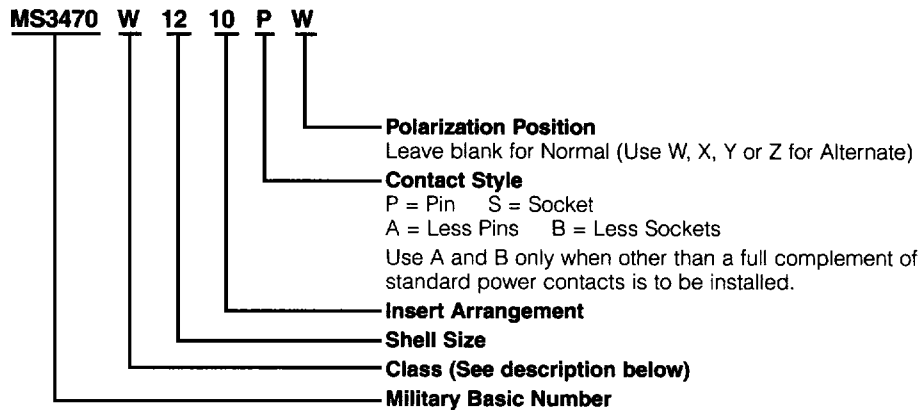 MS3470 W 12 10 P W
Polarization Position
Leave blank for Normal (Use W, X, Y or Z for Alternate)
Contact Style
P = Pin S = Socket
A = Less Pins B = Less Sockets
Use A and B only when other than a full complement of
standard power contacts is to be installed.
Insert Arrangement
Shell Size
Class (See description below)
Military Basic Number